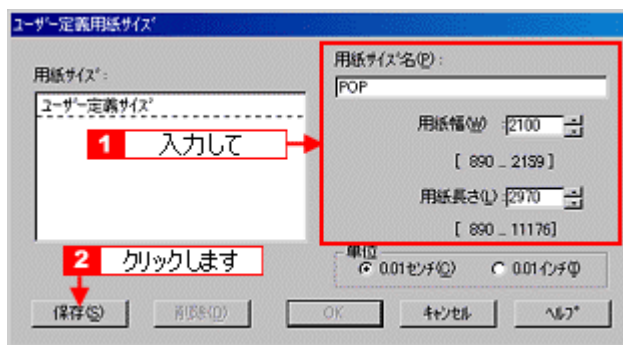 ユーザー定義用紙サイズ
用紙サイズ:
ユーザー定義サイズ
1 入力して
2 クリックします
用紙サイズ名(P):
POP
用紙幅(W) :2100
[ 890 _ 2159 ]
用紙長さ(L):2970
[ 890 _ 11176]
単位
0.01センチ(C) 0.01インチ(I)
保存(S) 削除(D) OK キャンセル ヘルプ